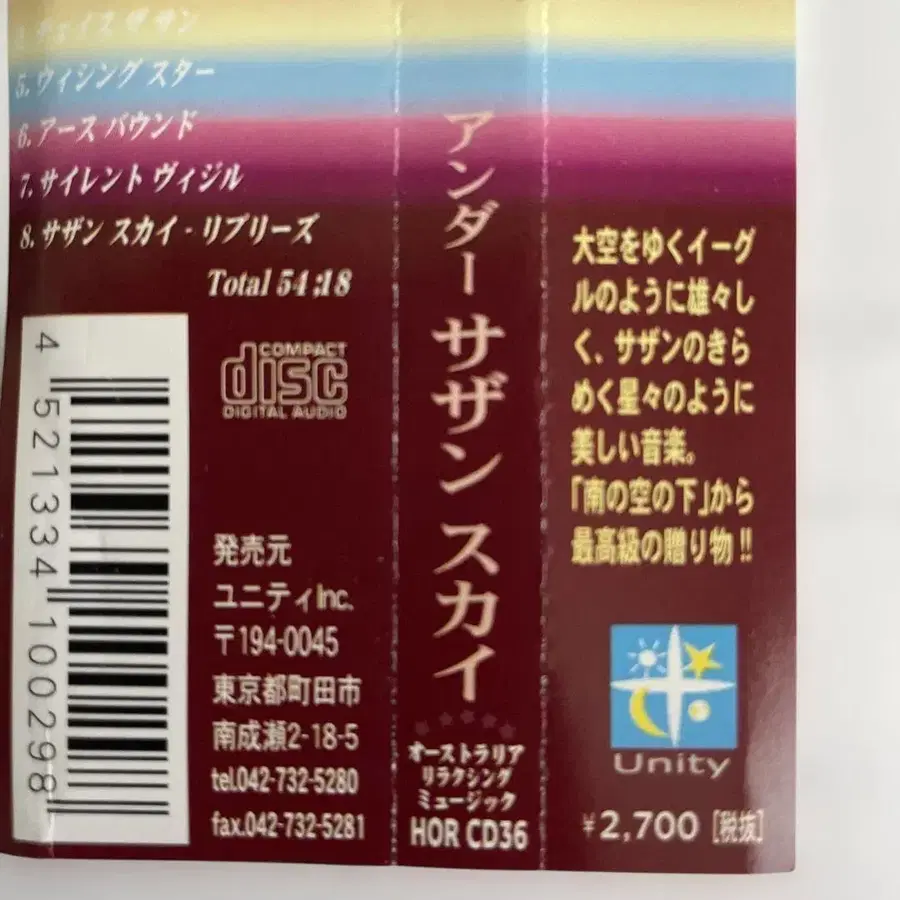 4. チェイス ザ サン
5. ウィシング スター
6. アース バウンド
7. サイレント ヴィジル
8. サザン スカイ・リプリーズ
Total 54;18
4 521334 100298
COMPACT
disc
DIGITAL AUDIO
発売元
ユニティInc.
〒194-0045
東京都町田市
南成瀬2-18-5
tel.042-732-5280
fax.042-732-5281
アンダー サザン スカイ
オーストラリア
リラクシング
ミュージック
HOR CD36
大空をゆくイーグ
ルのように雄々し
く、サザンのきら
めく星々のように
美しい音楽。
「南の空の下」から
最高級の贈り物!!
Unity
¥2,700 [税抜]